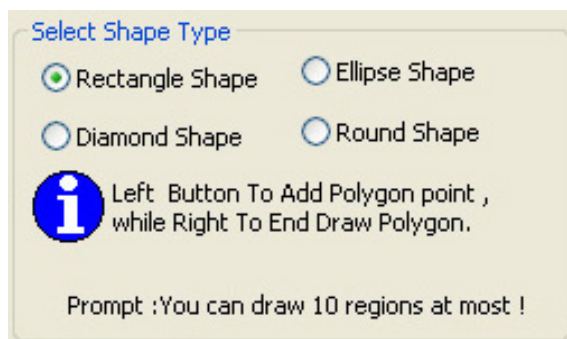 Select Shape Type
Rectangle Shape Ellipse Shape
Diamond Shape Round Shape
i Left Button To Add Polygon point ,
while Right To End Draw Polygon.
Prompt :You can draw 10 regions at most !